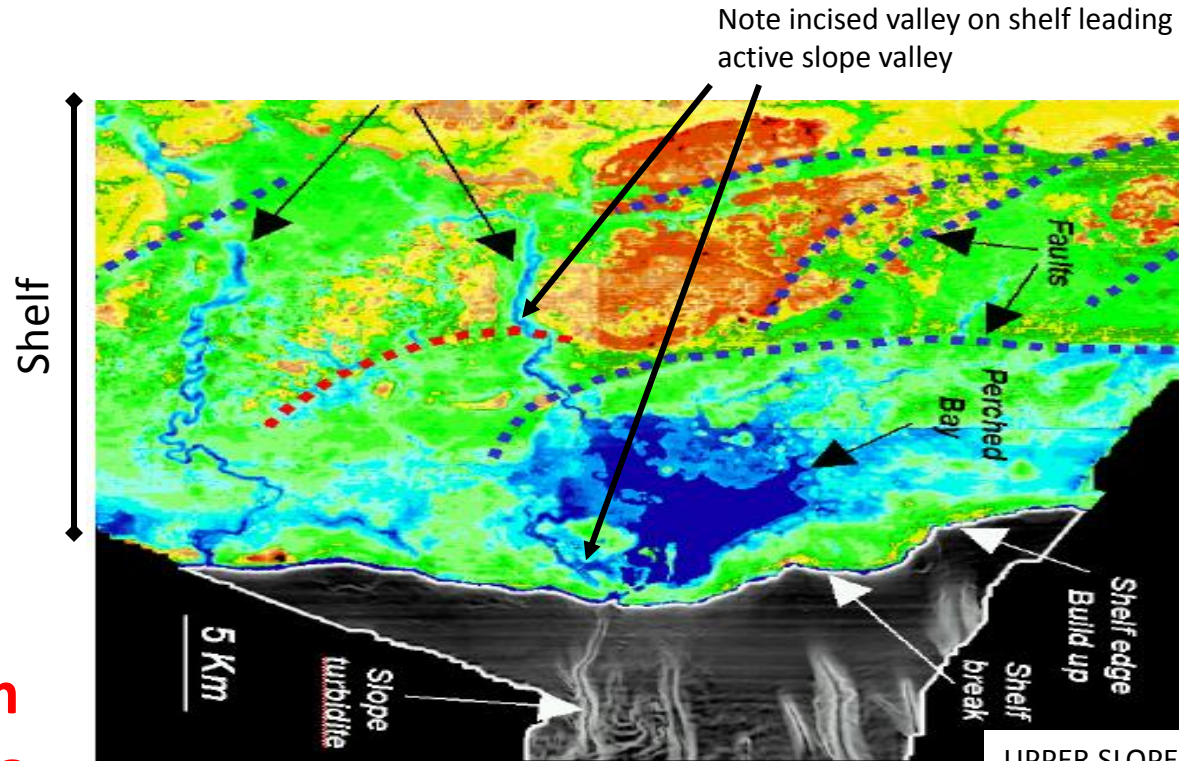 Note incised valley on shelf leading
active slope valley
Shelf
Faults
Perched
Bay
Shelf edge
Build up
Shelf
break
5 Km
Slope
turbidite
UPPER SLOPE